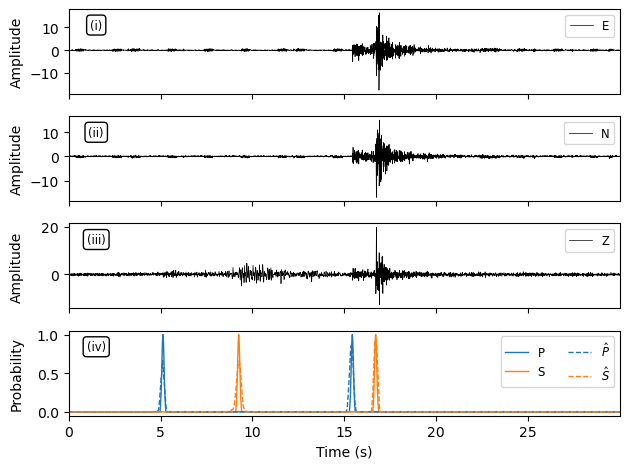 (i)
E
Amplitude
10
0
−10
(ii)
N
Amplitude
10
0
−10
(iii)
Z
Amplitude
20
0
(iv)
P
S
P̂
Ŝ
Probability
1.0
0.5
0.0
0 5 10 15 20 25
Time (s)